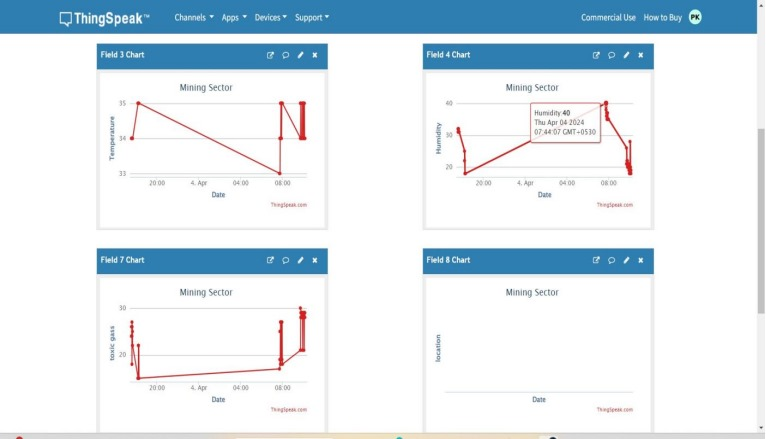 ThingSpeak™ Channels Apps Devices Support Commercial Use How to Buy PK
Field 3 Chart
Mining Sector
Temperature
35
34
33
20:00 4. Apr 04:00 08:00
Date
ThingSpeak.com
Field 4 Chart
Mining Sector
Humidity
40
30
20
Humidity:40
Thu Apr 04 2024
07:44:07 GMT+0530
20:00 4. Apr 04:00 08:00
Date
ThingSpeak.com
Field 7 Chart
Mining Sector
toxic gass
30
20
20:00 4. Apr 04:00 08:00
Date
ThingSpeak.com
Field 8 Chart
Mining Sector
location
Date
ThingSpeak.com